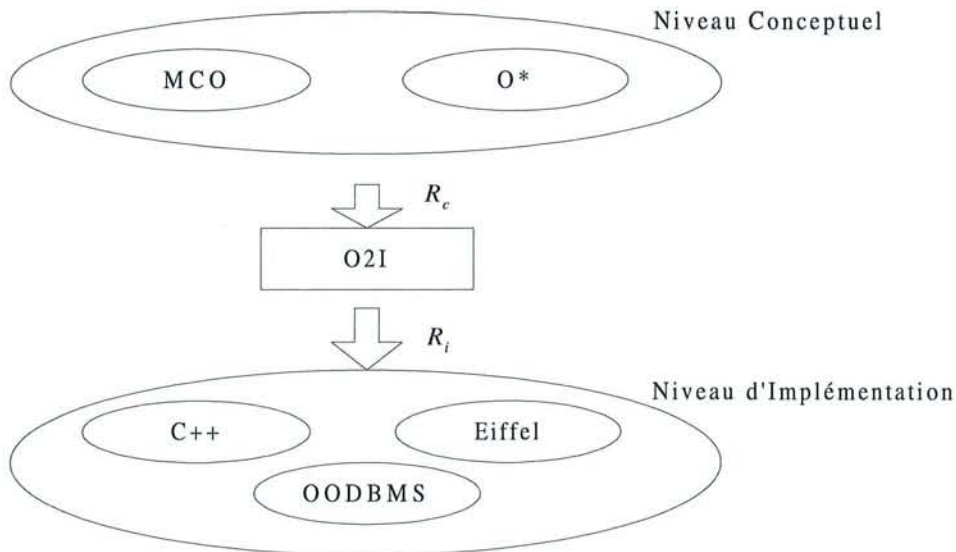 Niveau Conceptuel
MCO
O*
R_c
O2I
R_i
Niveau d'Implémentation
C++
Eiffel
OODBMS